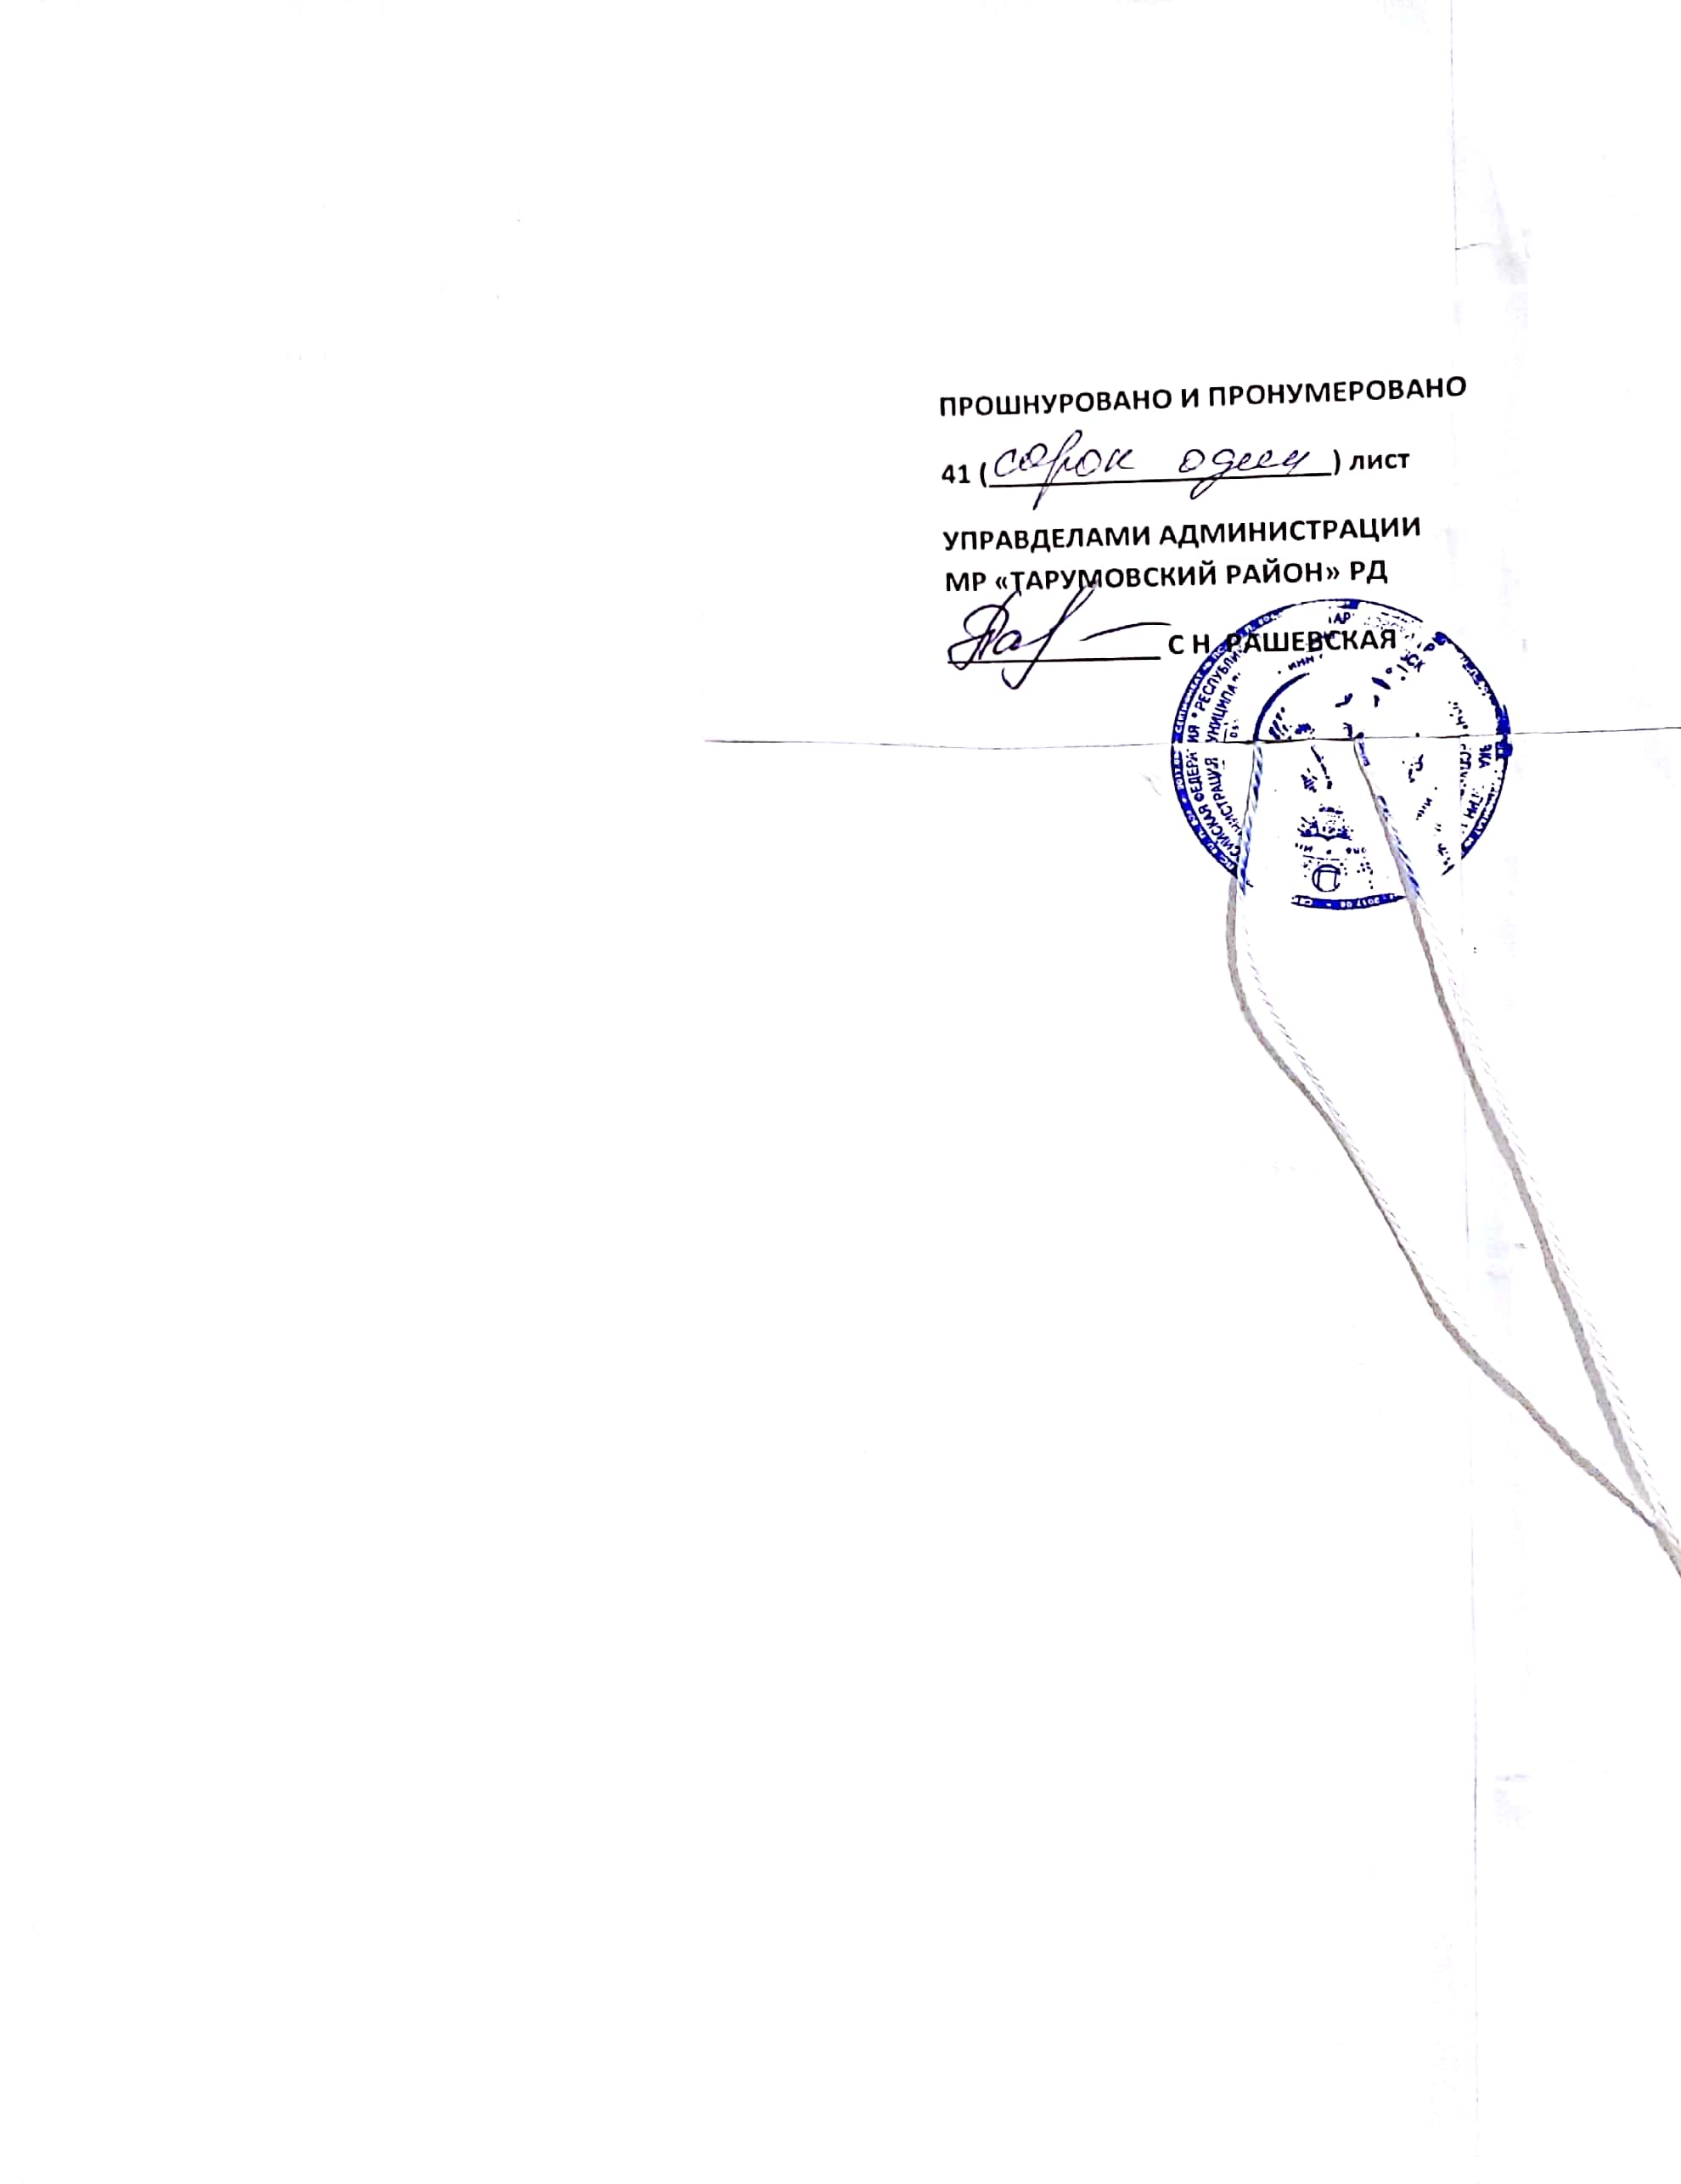 ПРОШНУРОВАНО И ПРОНУМЕРОВАНО
41 (сорок один) лист
УПРАВДЕЛАМИ АДМИНИСТРАЦИИ
МР «ТАРУМОВСКИЙ РАЙОН» РД
С Н РАШЕВСКАЯ